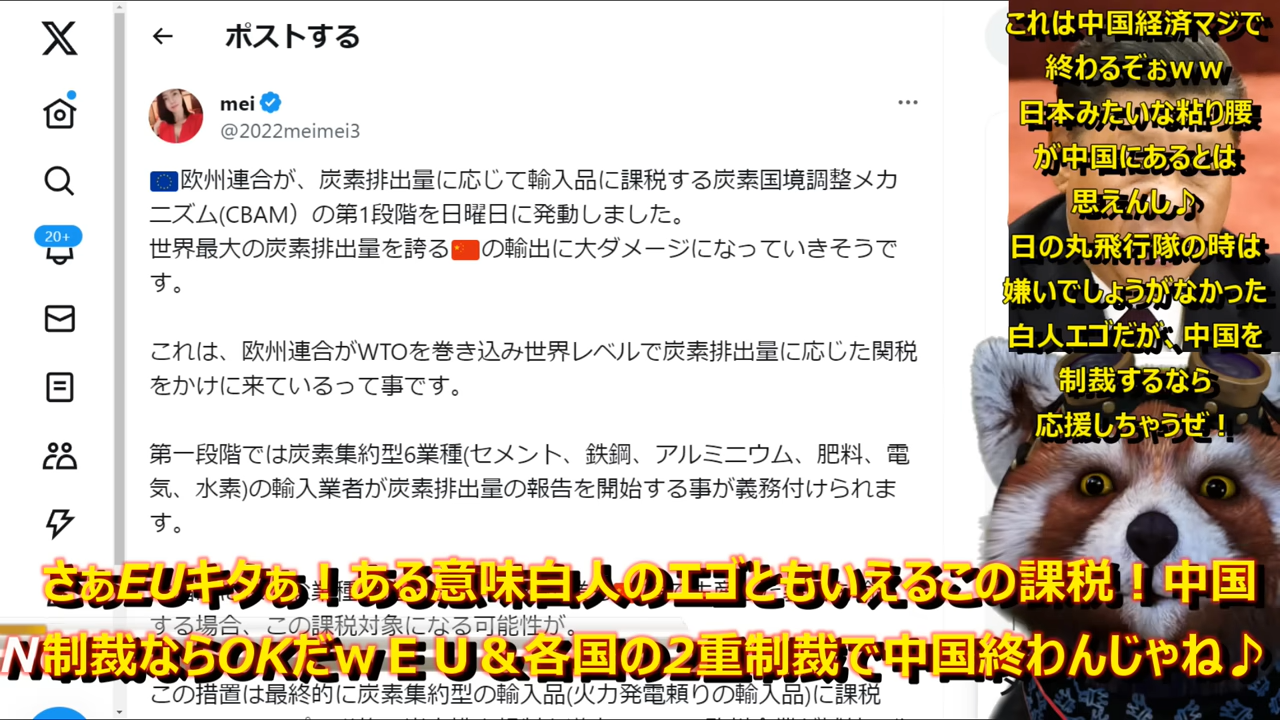 ポストする
mei
@2022meimei3
20+
欧州連合が、炭素排出量に応じて輸入品に課税する炭素国境調整メカ
ニズム(CBAM）の第1段階を日曜日に発動しました。
世界最大の炭素排出量を誇る の輸出に大ダメージになっていきそうで
す。
これは、欧州連合がWTOを巻き込み世界レベルで炭素排出量に応じた関税
をかけに来ているって事です。
第一段階では炭素集約型6業種(セメント、鉄鋼、アルミニウム、肥料、電
気、水素)の輸入業者が炭素排出量の報告を開始する事が義務付けられま
す。
する場合、この課税対象になる可能性が。
この措置は最終的に炭素集約型の輸入品(火力発電頼りの輸入品)に課税
これは中国経済マジで
終わるぞぉｗｗ
日本みたいな粘り腰
が中国にあるとは
思えんし♪
日の丸飛行隊の時は
嫌いでしょうがなかった
白人エゴだが、中国を
制裁するなら
応援しちゃうぜ！
さぁEUキタぁ！ある意味白人のエゴともいえるこの課税！中国
N制裁ならOKだｗＥＵ＆各国の2重制裁で中国終わんじゃね♪